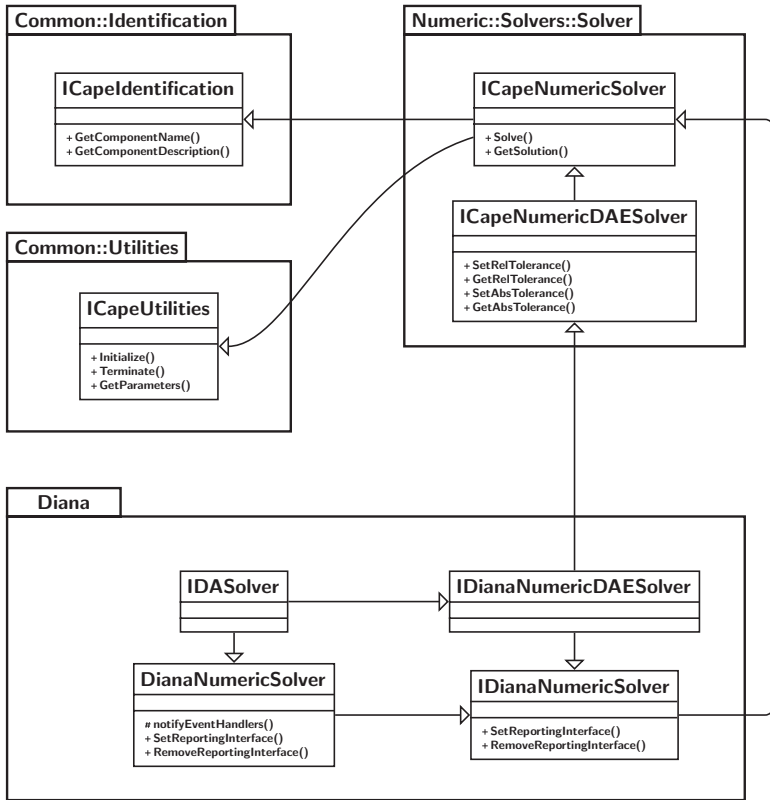 Common::Identification
ICapeIdentification
+ GetComponentName()
+ GetComponentDescription()
Numeric::Solvers::Solver
ICapeNumericSolver
+ Solve()
+ GetSolution()
ICapeNumericDAESolver
+ SetRelTolerance()
+ GetRelTolerance()
+ SetAbsTolerance()
+ GetAbsTolerance()
Common::Utilities
ICapeUtilities
+ Initialize()
+ Terminate()
+ GetParameters()
Diana
IDASolver
IDianaNumericDAESolver
DianaNumericSolver
# notifyEventHandlers()
+ SetReportingInterface()
+ RemoveReportingInterface()
IDianaNumericSolver
+ SetReportingInterface()
+ RemoveReportingInterface()